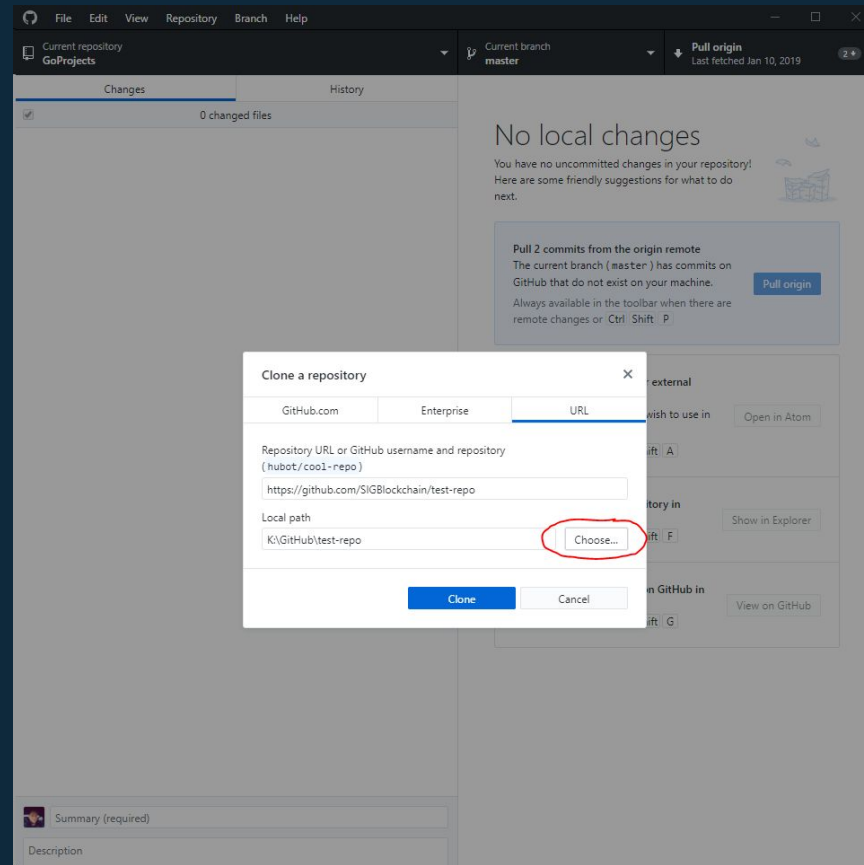 File Edit View Repository Branch Help
Current repository
GoProjects
Current branch
master
Pull origin
Last fetched Jan 10, 2019
2
Changes
History
0 changed files
No local changes
You have no uncommitted changes in your repository!
Here are some friendly suggestions for what to do
next.
Pull 2 commits from the origin remote
The current branch (master) has commits on
GitHub that do not exist on your machine.
Pull origin
Always available in the toolbar when there are
remote changes or Ctrl Shift P
Clone a repository
GitHub.com
Enterprise
URL
Repository URL or GitHub username and repository
(hubot/cool-repo)
https://github.com/SIGBlockchain/test-repo
Local path
K:\GitHub\test-repo
Choose...
Clone
Cancel
external
wish to use in
Open in Atom
A
in
Show in Explorer
F
GitHub in
View on GitHub
G
Summary (required)
Description